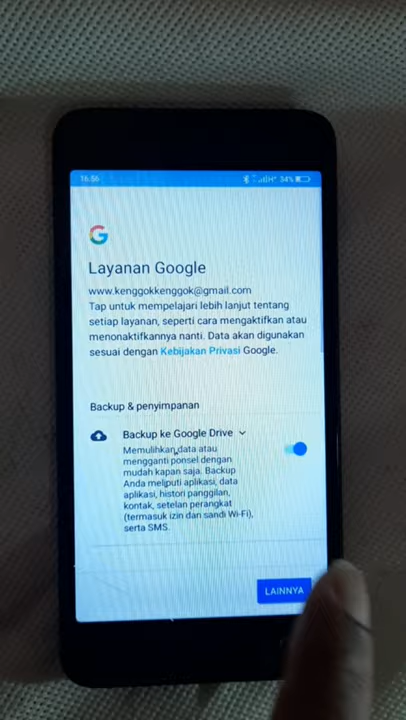 16.56
34%
Layanan Google
www.kenggokkenggok@gmail.com
Tap untuk mempelajari lebih lanjut tentang
setiap layanan, seperti cara mengaktifkan atau
menonaktifkannya nanti. Data akan digunakan
sesuai dengan Kebijakan Privasi Google.
Backup & penyimpanan
Backup ke Google Drive
Memulihkan data atau
mengganti ponsel dengan
mudah kapan saja. Backup
Anda meliputi aplikasi, data
aplikasi, histori panggilan,
kontak, setelan perangkat
(termasuk izin dan sandi Wi-Fi),
serta SMS.
LAINNYA